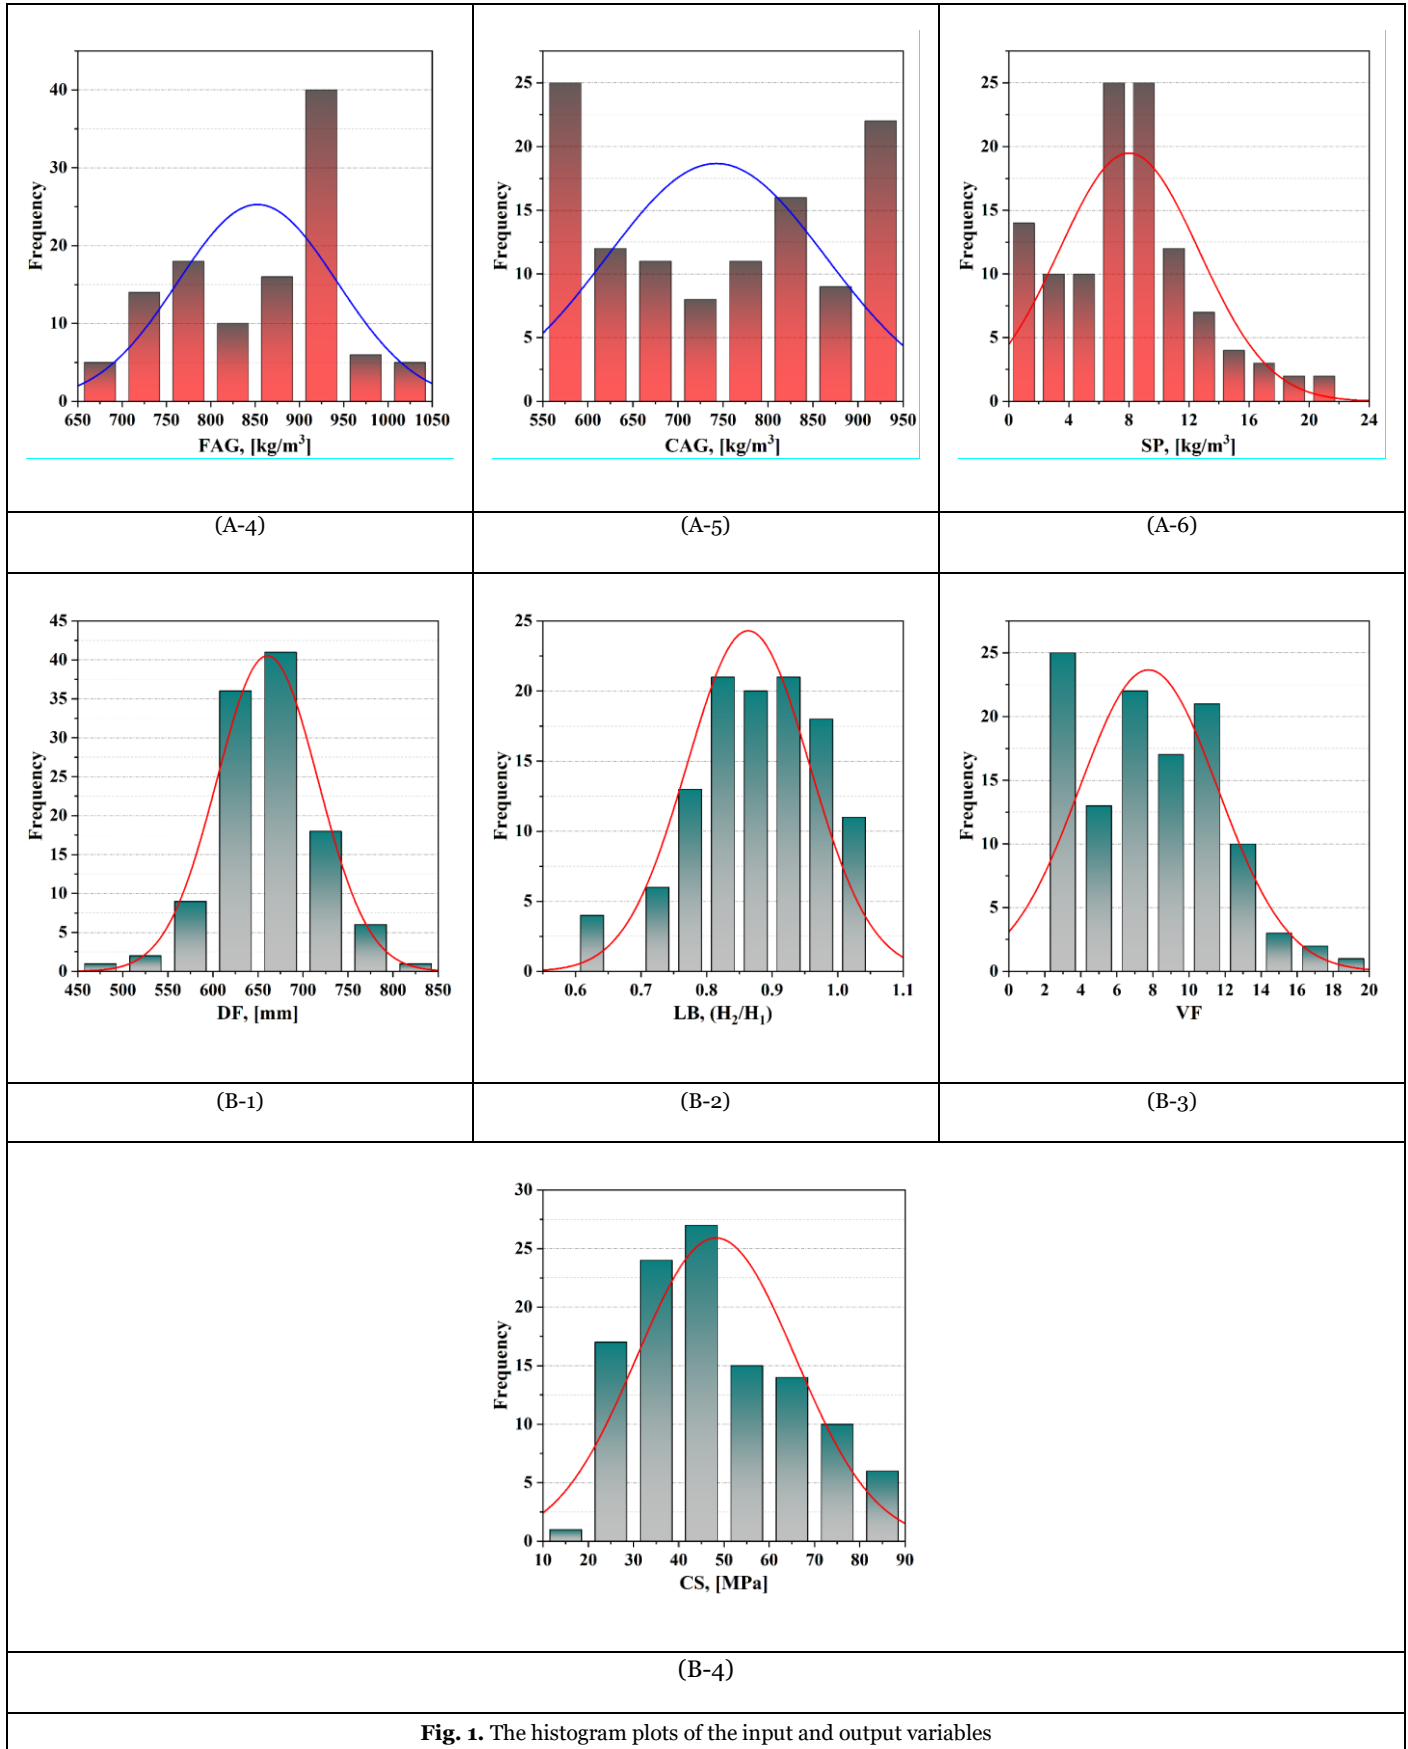 40
30
20
10
0
Frequency
650 700 750 800 850 900 950 1000 1050
FAG, [kg/m³]
25
20
15
10
5
0
Frequency
550 600 650 700 750 800 850 900 950
CAG, [kg/m³]
25
20
15
10
5
0
Frequency
0 4 8 12 16 20 24
SP, [kg/m³]
(A-4)
(A-5)
(A-6)
45
40
35
30
25
20
15
10
5
0
Frequency
450 500 550 600 650 700 750 800 850
DF, [mm]
25
20
15
10
5
0
Frequency
0.6 0.7 0.8 0.9 1.0 1.1
LB, (H₂/H₁)
25
20
15
10
5
0
Frequency
0 2 4 6 8 10 12 14 16 18 20
VF
(B-1)
(B-2)
(B-3)
30
25
20
15
10
5
0
Frequency
10 20 30 40 50 60 70 80 90
CS, [MPa]
(B-4)
Fig. 1. The histogram plots of the input and output variables